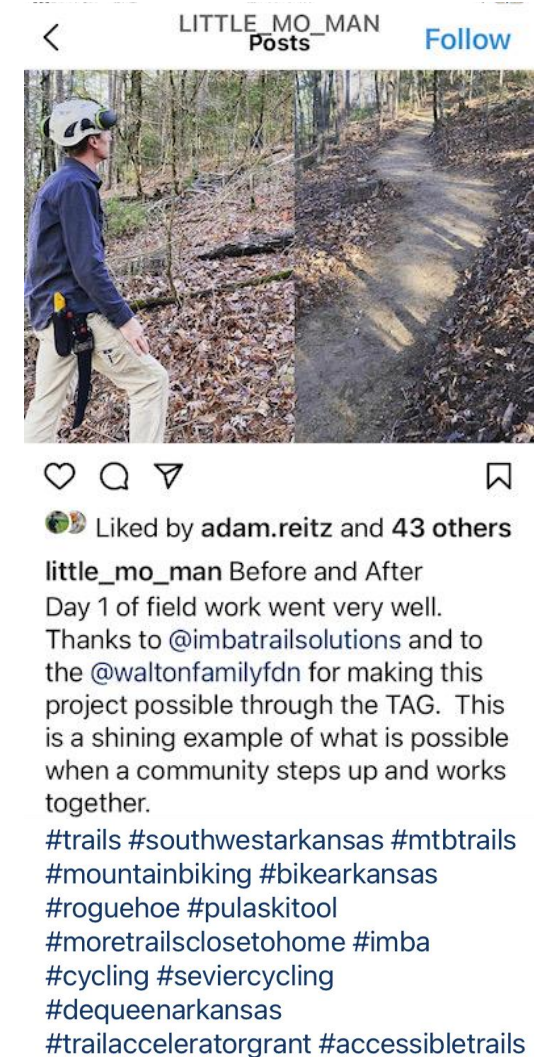 LITTLE_MO_MAN
Posts
Follow
Liked by adam.reitz and 43 others
little_mo_man Before and After
Day 1 of field work went very well.
Thanks to @imbatrailsolutions and to
the @waltonfamilyfdn for making this
project possible through the TAG. This
is a shining example of what is possible
when a community steps up and works
together.
#trails #southwestarkansas #mtbtrails
#mountainbiking #bikearkansas
#roguehoe #pulaskitool
#moretrailsclosetohome #imba
#cycling #seviercycling
#dequeenarkansas
#trailacceleratorgrant #accessibletrails